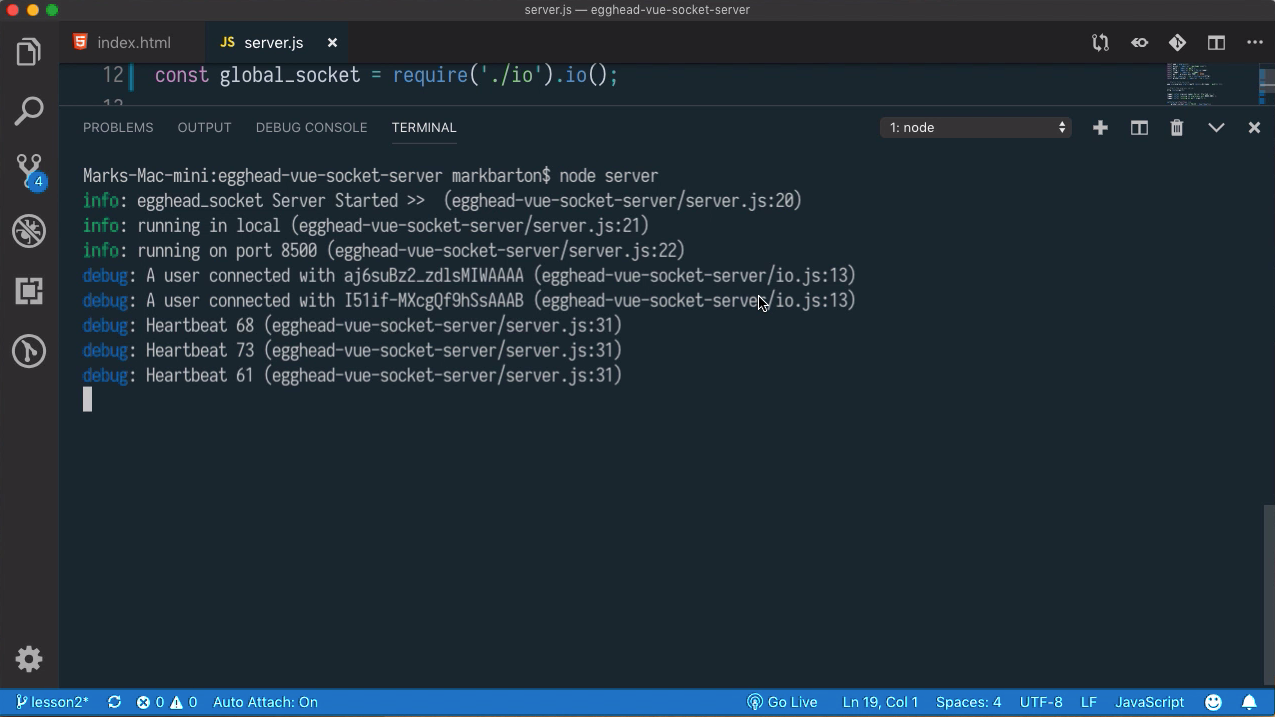 server.js — egghead-vue-socket-server
index.html
JS server.js
12 const global_socket = require('./io').io();
13
PROBLEMS OUTPUT DEBUG CONSOLE TERMINAL 1: node
Marks-Mac-mini:egghead-vue-socket-server markbarton$ node server
info: egghead_socket Server Started >>  (egghead-vue-socket-server/server.js:20)
info: running in local (egghead-vue-socket-server/server.js:21)
info: running on port 8500 (egghead-vue-socket-server/server.js:22)
debug: A user connected with aj6suBz2_zdlsMIWAAAA (egghead-vue-socket-server/io.js:13)
debug: A user connected with I51if-MXcgQf9hSsAAAB (egghead-vue-socket-server/io.js:13)
debug: Heartbeat 68 (egghead-vue-socket-server/server.js:31)
debug: Heartbeat 73 (egghead-vue-socket-server/server.js:31)
debug: Heartbeat 61 (egghead-vue-socket-server/server.js:31)
4
lesson2* 0 0 Auto Attach: On Go Live Ln 19, Col 1 Spaces: 4 UTF-8 LF JavaScript